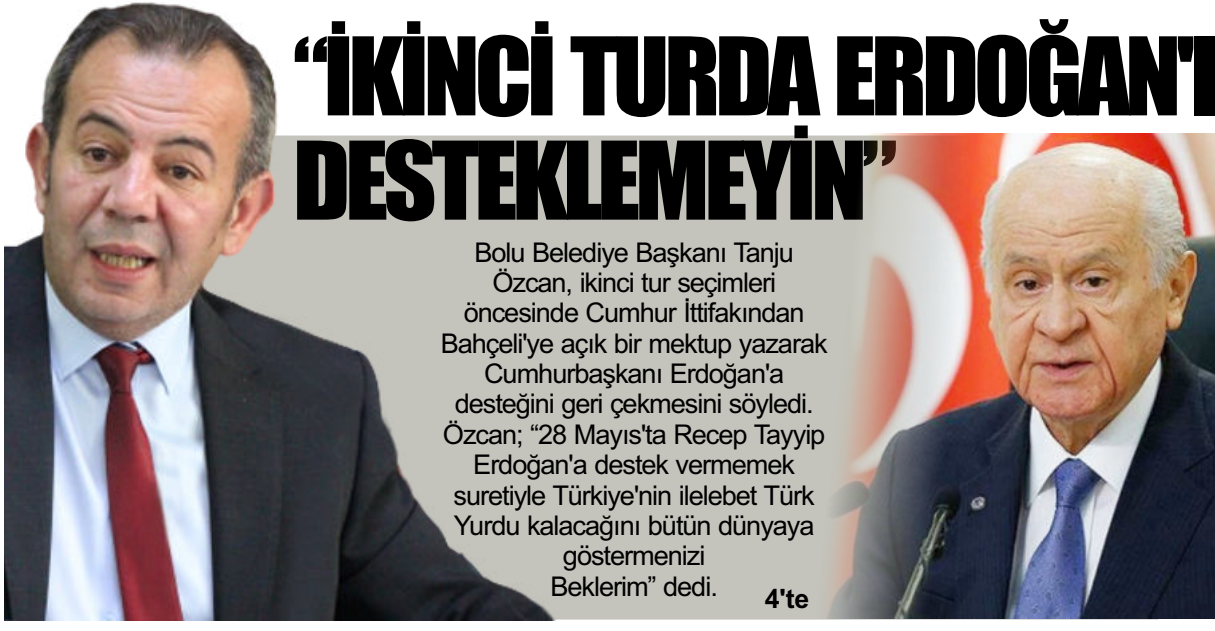 “İKİNCİ TURDA ERDOĞAN'I
DESTEKLEMEYİN”
Bolu Belediye Başkanı Tanju
Özcan, ikinci tur seçimleri
öncesinde Cumhur İttifakından
Bahçeli'ye açık bir mektup yazarak
Cumhurbaşkanı Erdoğan'a
desteğini geri çekmesini söyledi.
Özcan; “28 Mayıs'ta Recep Tayyip
Erdoğan'a destek vermemek
suretiyle Türkiye'nin ilelebet Türk
Yurdu kalacağını bütün dünyaya
göstermenizi
Beklerim” dedi.
4'te